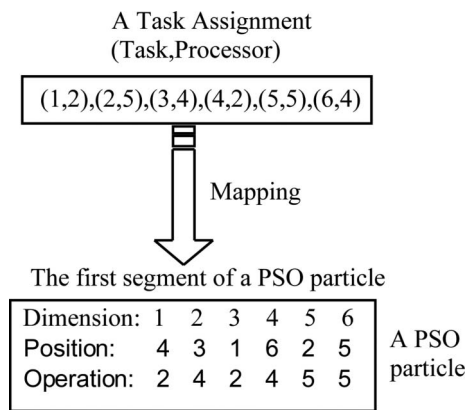 A Task Assignment
(Task,Processor)
(1,2),(2,5),(3,4),(4,2),(5,5),(6,4)
Mapping
The first segment of a PSO particle
Dimension: 1 2 3 4 5 6
Position: 4 3 1 6 2 5
Operation: 2 4 2 4 5 5
A PSO
particle